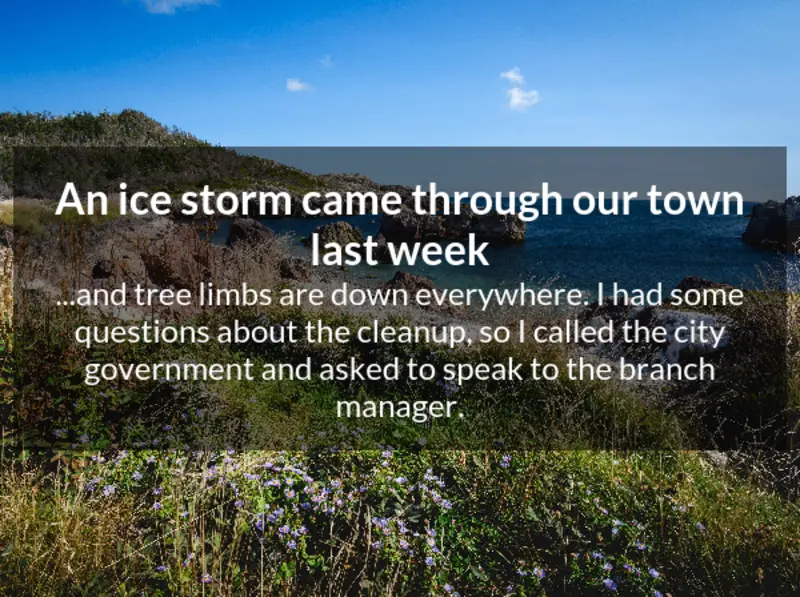 An ice storm came through our town
last week
...and tree limbs are down everywhere. I had some
questions about the cleanup, so I called the city
government and asked to speak to the branch
manager.